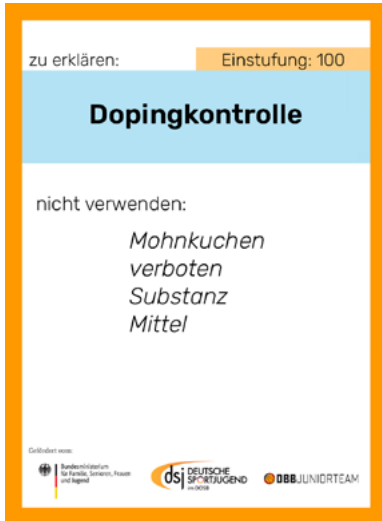 zu erklären:
Einstufung: 100
Dopingkontrolle
nicht verwenden:
Mohnkuchen
verboten
Substanz
Mittel
Gefördert vom:
Bundesministerium
für Familie, Senioren, Frauen
und Jugend
dsj DEUTSCHE
SPORTJUGEND
im DOSB
DBBJUNIORTEAM